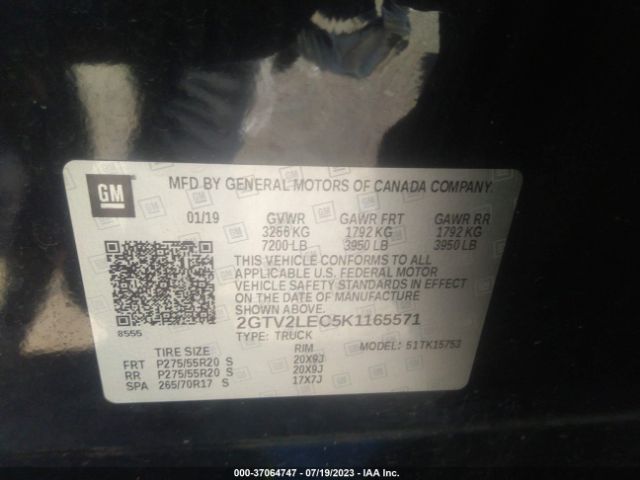 GM
MFD BY GENERAL MOTORS OF CANADA COMPANY
01/19 GVWR GAWR FRT GAWR RR
3266 KG 1792 KG 1792 KG
7200 LB 3950 LB 3950 LB
THIS VEHICLE CONFORMS TO ALL
APPLICABLE U.S. FEDERAL MOTOR
VEHICLE SAFETY STANDARDS IN EFFECT
ON THE DATE OF MANUFACTURE SHOWN
ABOVE.
2GTV2LEC5K1165571
8555
TYPE: TRUCK MODEL: 51TK15753
TIRE SIZE RIM
FRT P275/55R20 S 20X9J
RR P275/55R20 S 20X9J
SPA 265/70R17 S 17X7J
© - 37064747 - 07/19/2023 - IAA Inc.